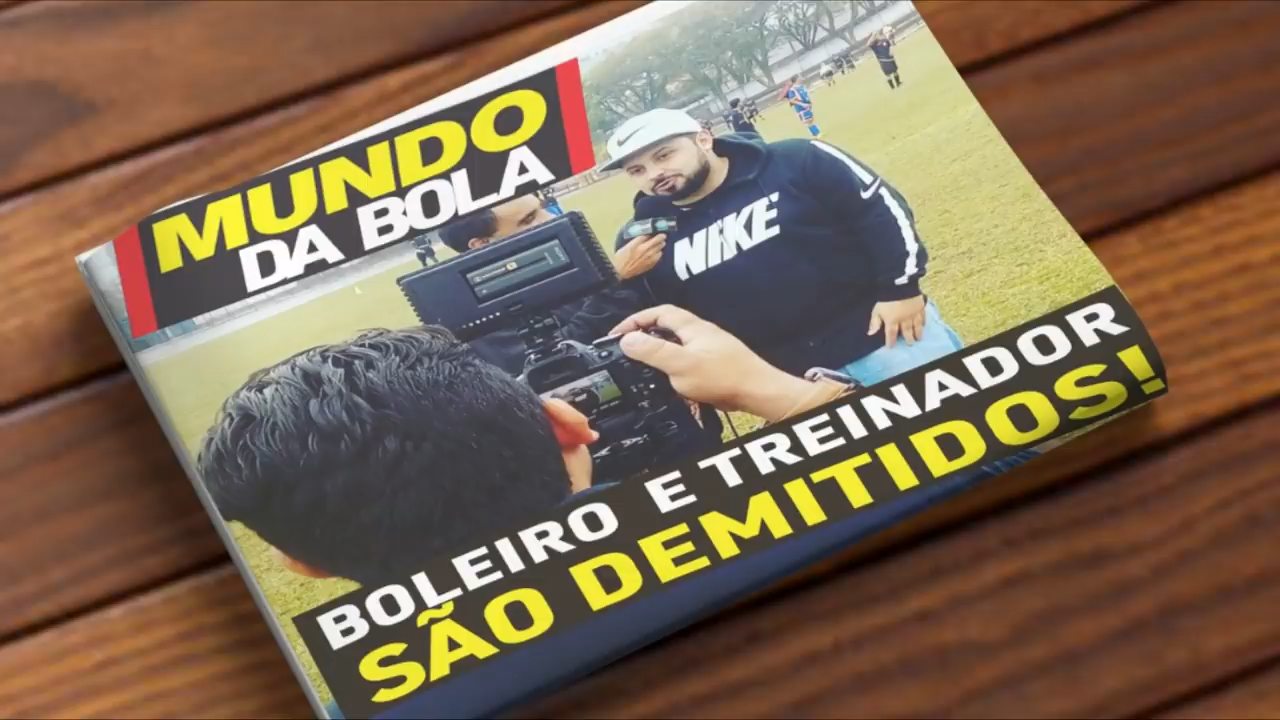 MUNDO
DA BOLA
NIKE
BOLEIRO E TREINADOR
SÃO DEMITIDOS!